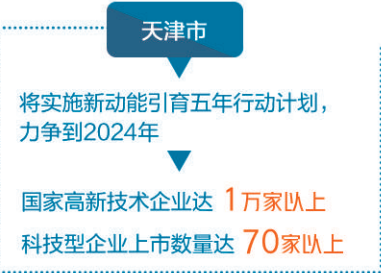 天津市
将实施新动能引育五年行动计划，
力争到2024年
国家高新技术企业达 1万家以上
科技型企业上市数量达 70家以上